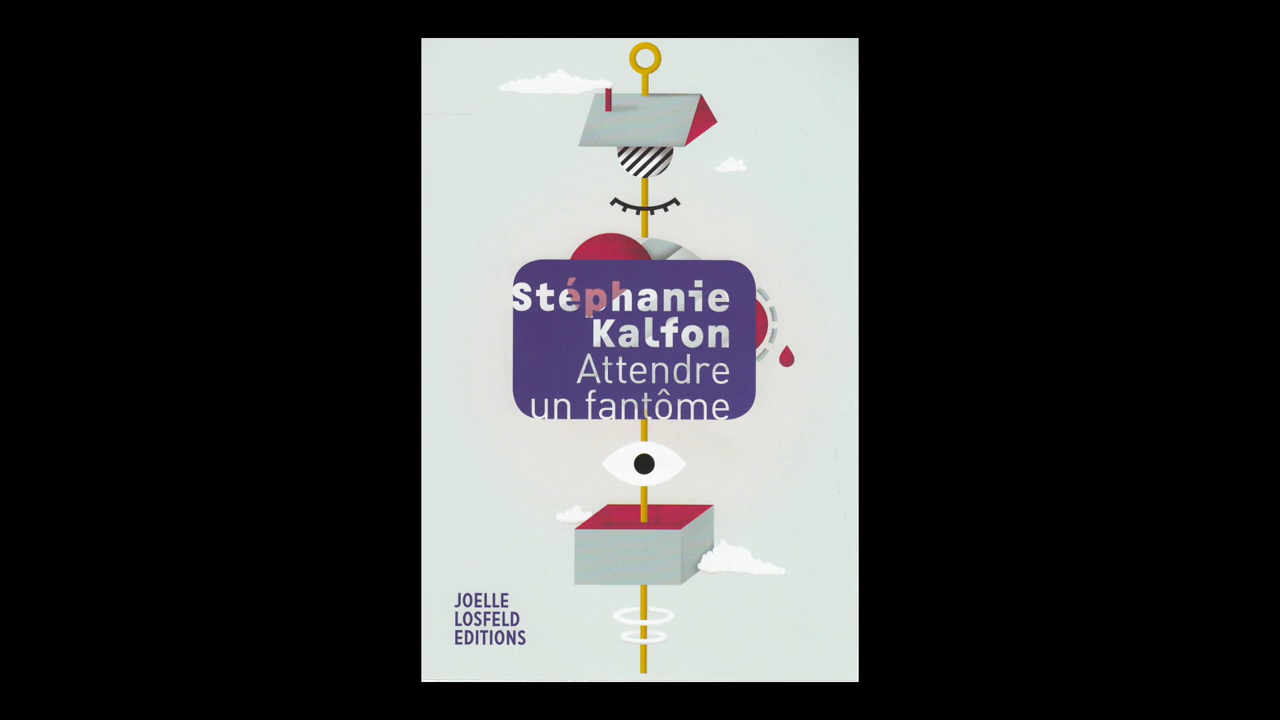 Stéphanie
Kalfon
Attendre
un fantôme
JOELLE
LOSFELD
EDITIONS